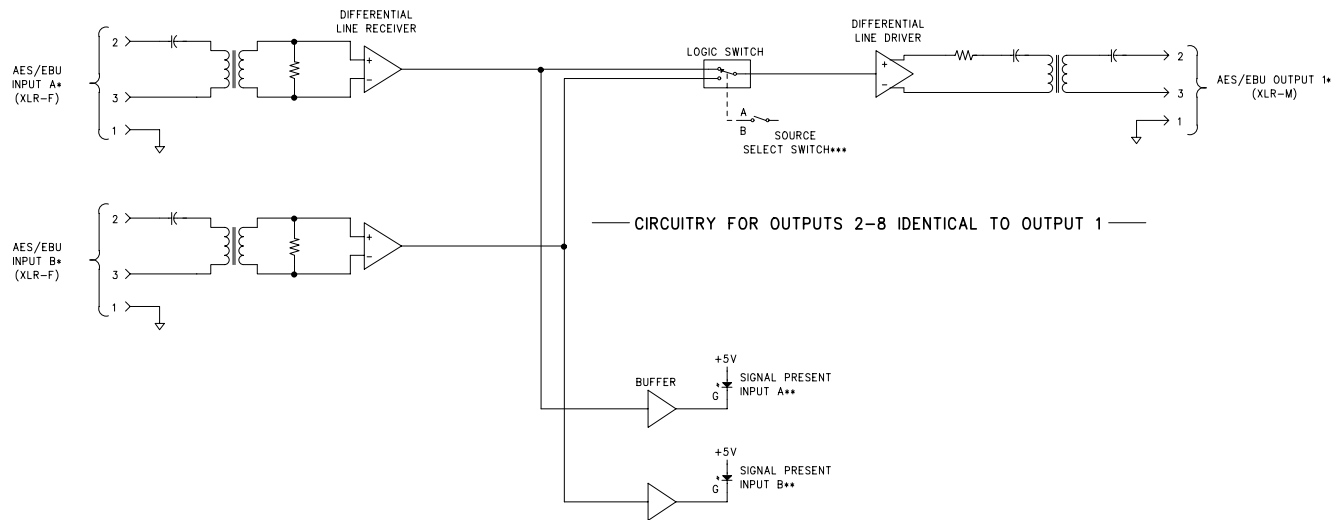 DIFFERENTIAL
LINE RECEIVER
2
AES/EBU
INPUT A*
(XLR-F)
3
1
+
−
LOGIC SWITCH
A
B
SOURCE
SELECT SWITCH***
DIFFERENTIAL
LINE DRIVER
+
−
2
3
1
AES/EBU OUTPUT 1*
(XLR-M)
2
AES/EBU
INPUT B*
(XLR-F)
3
1
+
−
CIRCUITRY FOR OUTPUTS 2-8 IDENTICAL TO OUTPUT 1
BUFFER
+5V
G
SIGNAL PRESENT
INPUT A**
+5V
G
SIGNAL PRESENT
INPUT B**